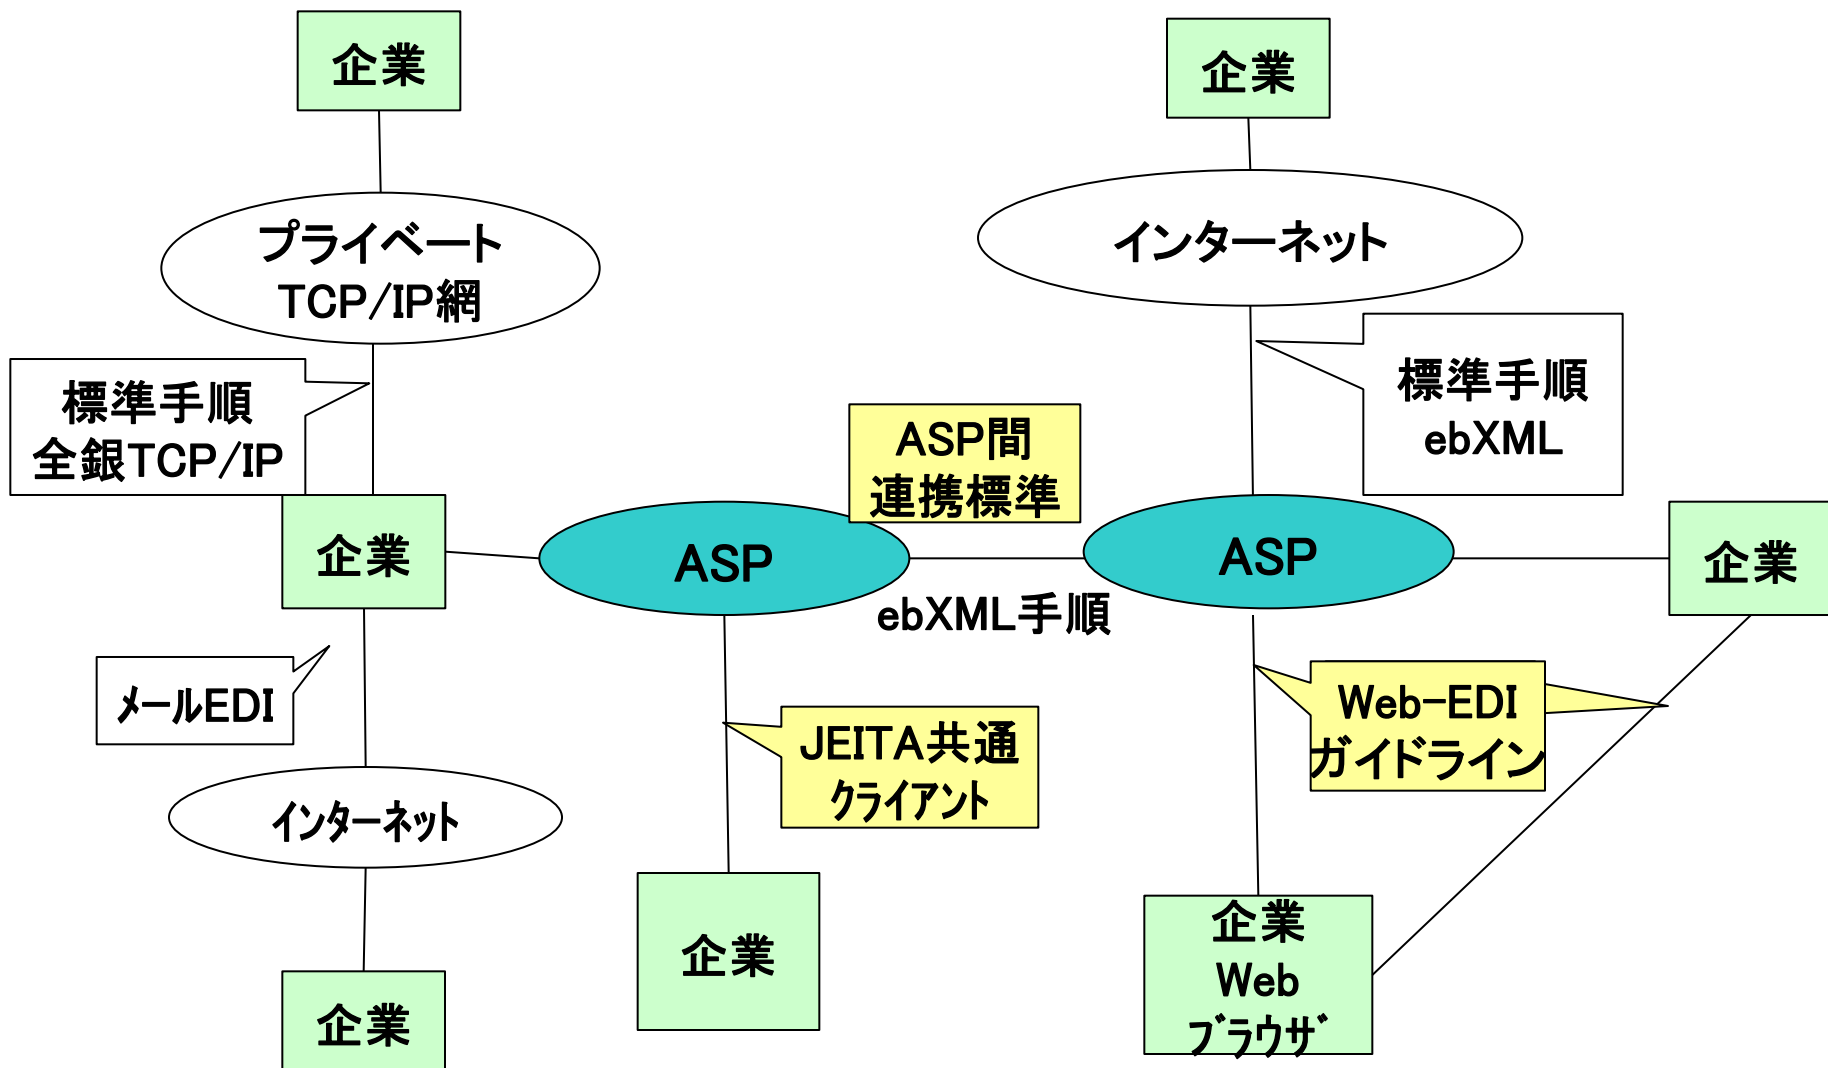 企業
企業
プライベート
TCP/IP網
インターネット
標準手順
全銀TCP/IP
標準手順
ebXML
ASP間
連携標準
企業
ASP
ASP
企業
ebXML手順
ﾒｰﾙEDI
JEITA共通
ｸﾗｲｱﾝﾄ
Web-EDI
ガイドライン
ｲﾝﾀｰﾈｯﾄ
企業
企業
Web
ﾌﾞﾗｳｻﾞ
企業